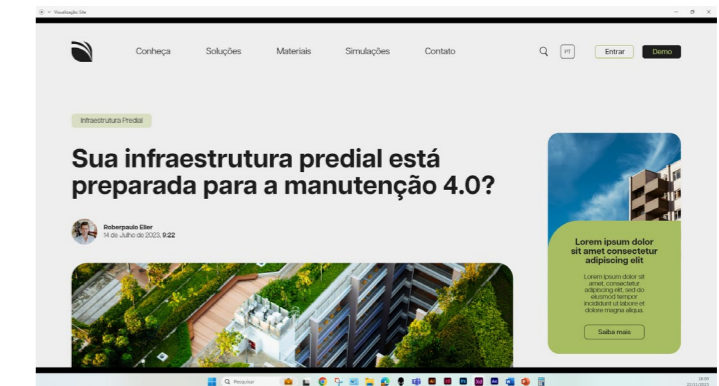 Visualização Site
Conheça Soluções Materiais Simulações Contato PT Entrar Demo
Infraestrutura Predial
Sua infraestrutura predial está
preparada para a manutenção 4.0?
Roberpaulo Eller
14 de Julho de 2023, 9:22
Lorem ipsum dolor
sit amet consectetur
adipiscing elit
Lorem ipsum dolor sit
amet, consectetur
adipiscing elit, sed do
eiusmod tempor
incididunt ut labore et
dolore magna aliqua.
Saiba mais
Pesquisar